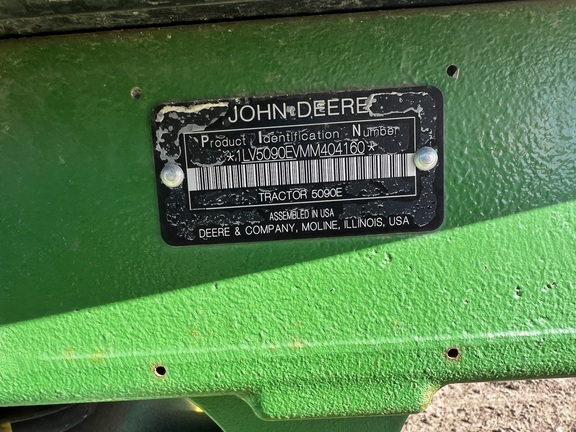 JOHN DEERE
Product Identification Number
*1LV5090EVMM404160*
TRACTOR 5090E
ASSEMBLED IN USA
DEERE & COMPANY, MOLINE, ILLINOIS, USA